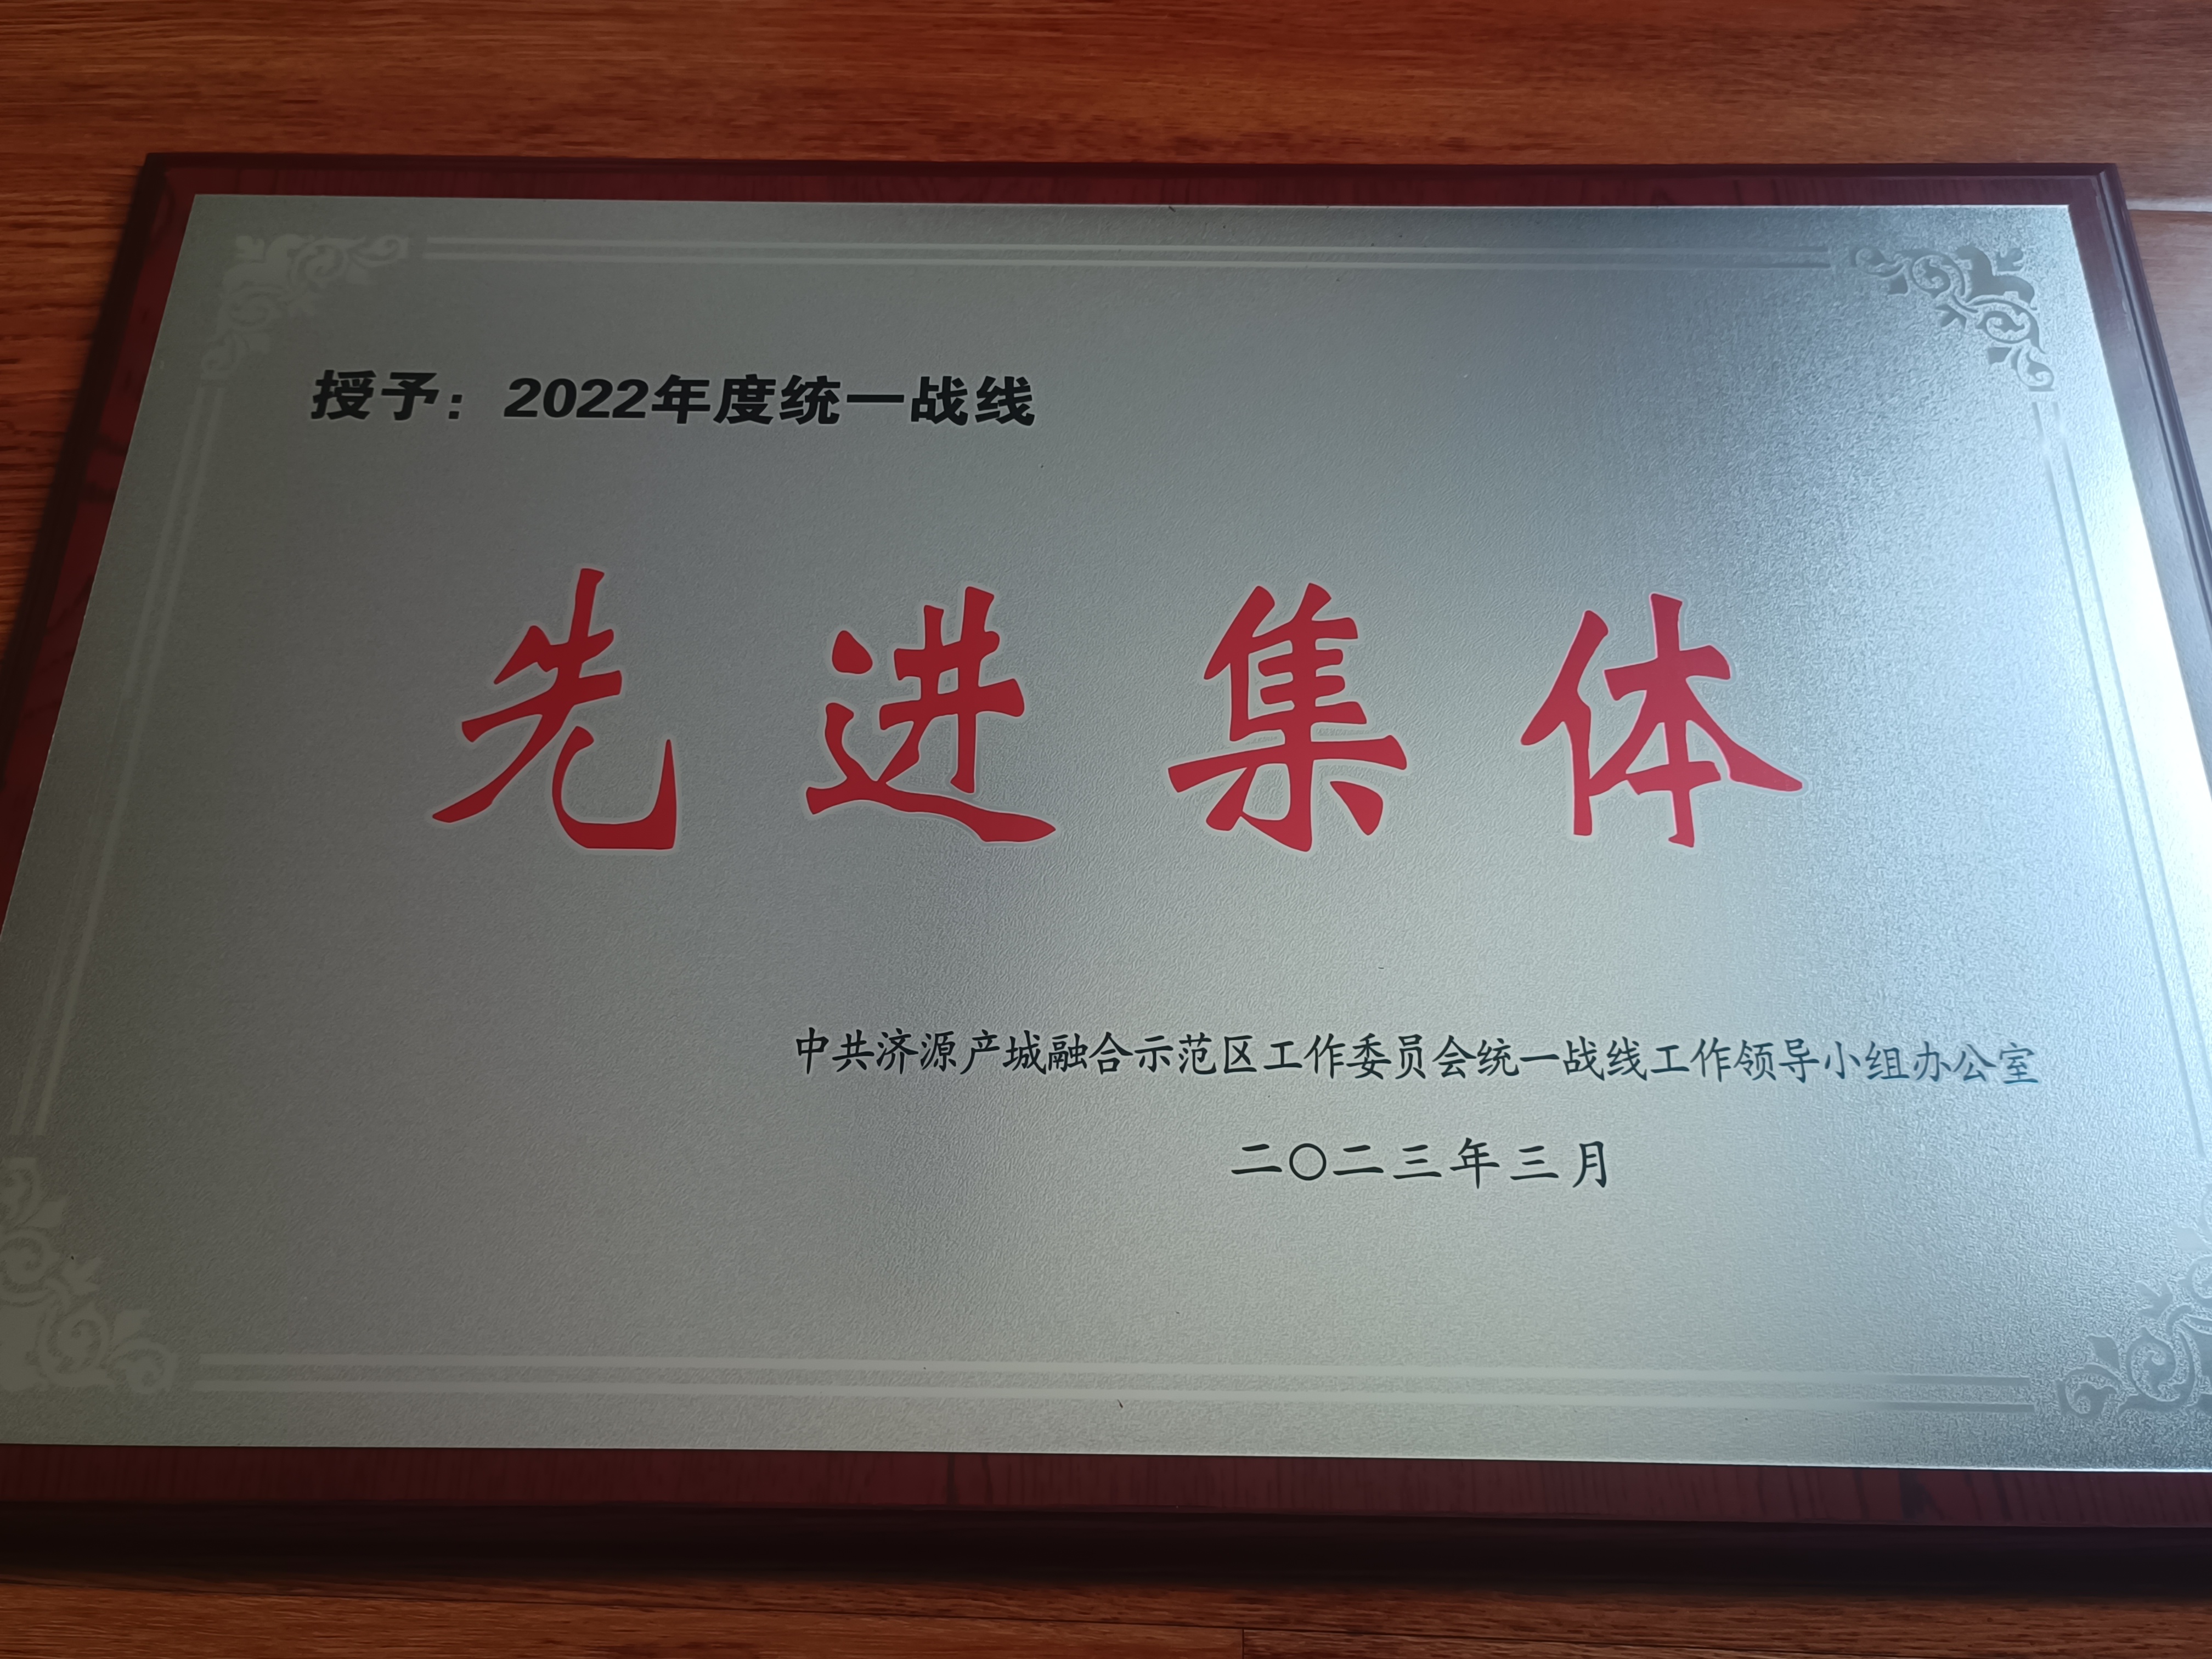 授予：2022年度统一战线
先进集体
中共济源产城融合示范区工作委员会统一战线工作领导小组办公室
二〇二三年三月